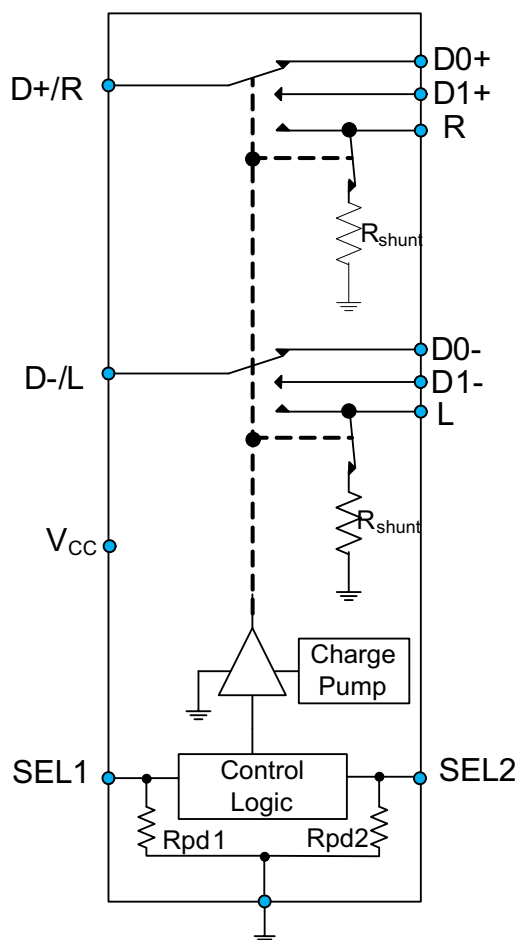 D0+
D+/R
D1+
R
Rshunt
D0-
D-/L
D1-
L
Rshunt
VCC
Charge
Pump
SEL1
Control
Logic
SEL2
Rpd1
Rpd2